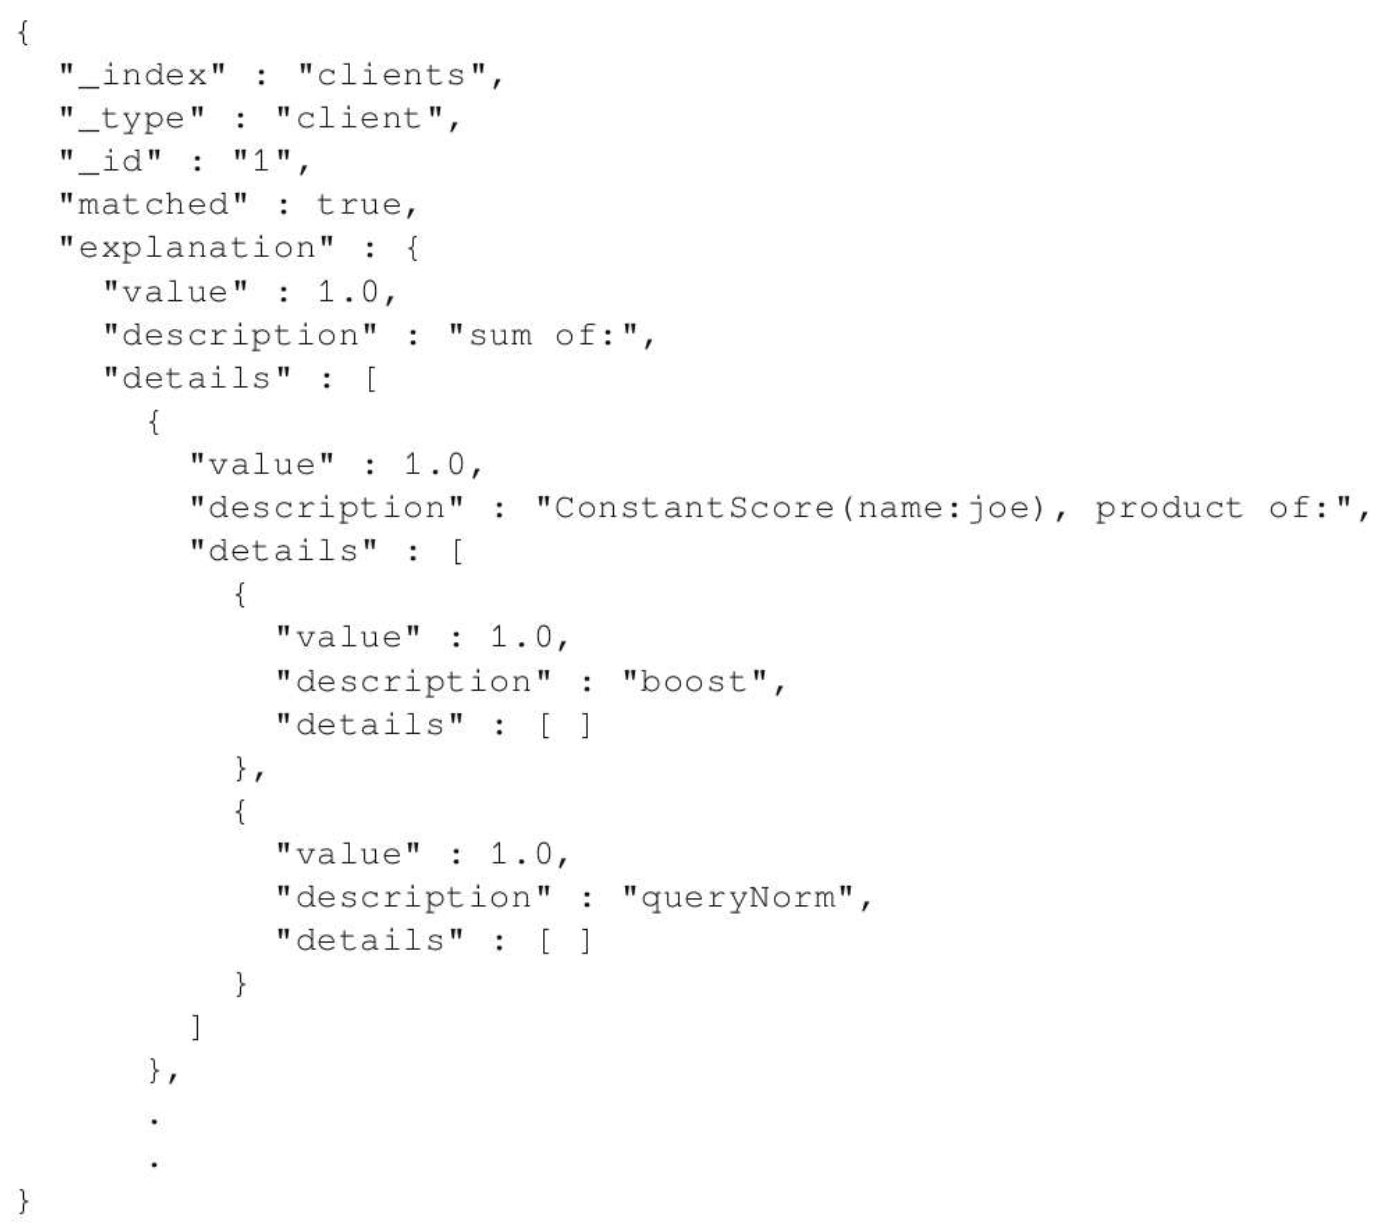 {
"_index" : "clients",
"_type" : "client",
"_id" : "1",
"matched" : true,
"explanation" : {
"value" : 1.0,
"description" : "sum of:",
"details" : [
{
"value" : 1.0,
"description" : "ConstantScore(name:joe), product of:",
"details" : [
{
"value" : 1.0,
"description" : "boost",
"details" : [ ]
},
{
"value" : 1.0,
"description" : "queryNorm",
"details" : [ ]
}
]
},
.
.
}